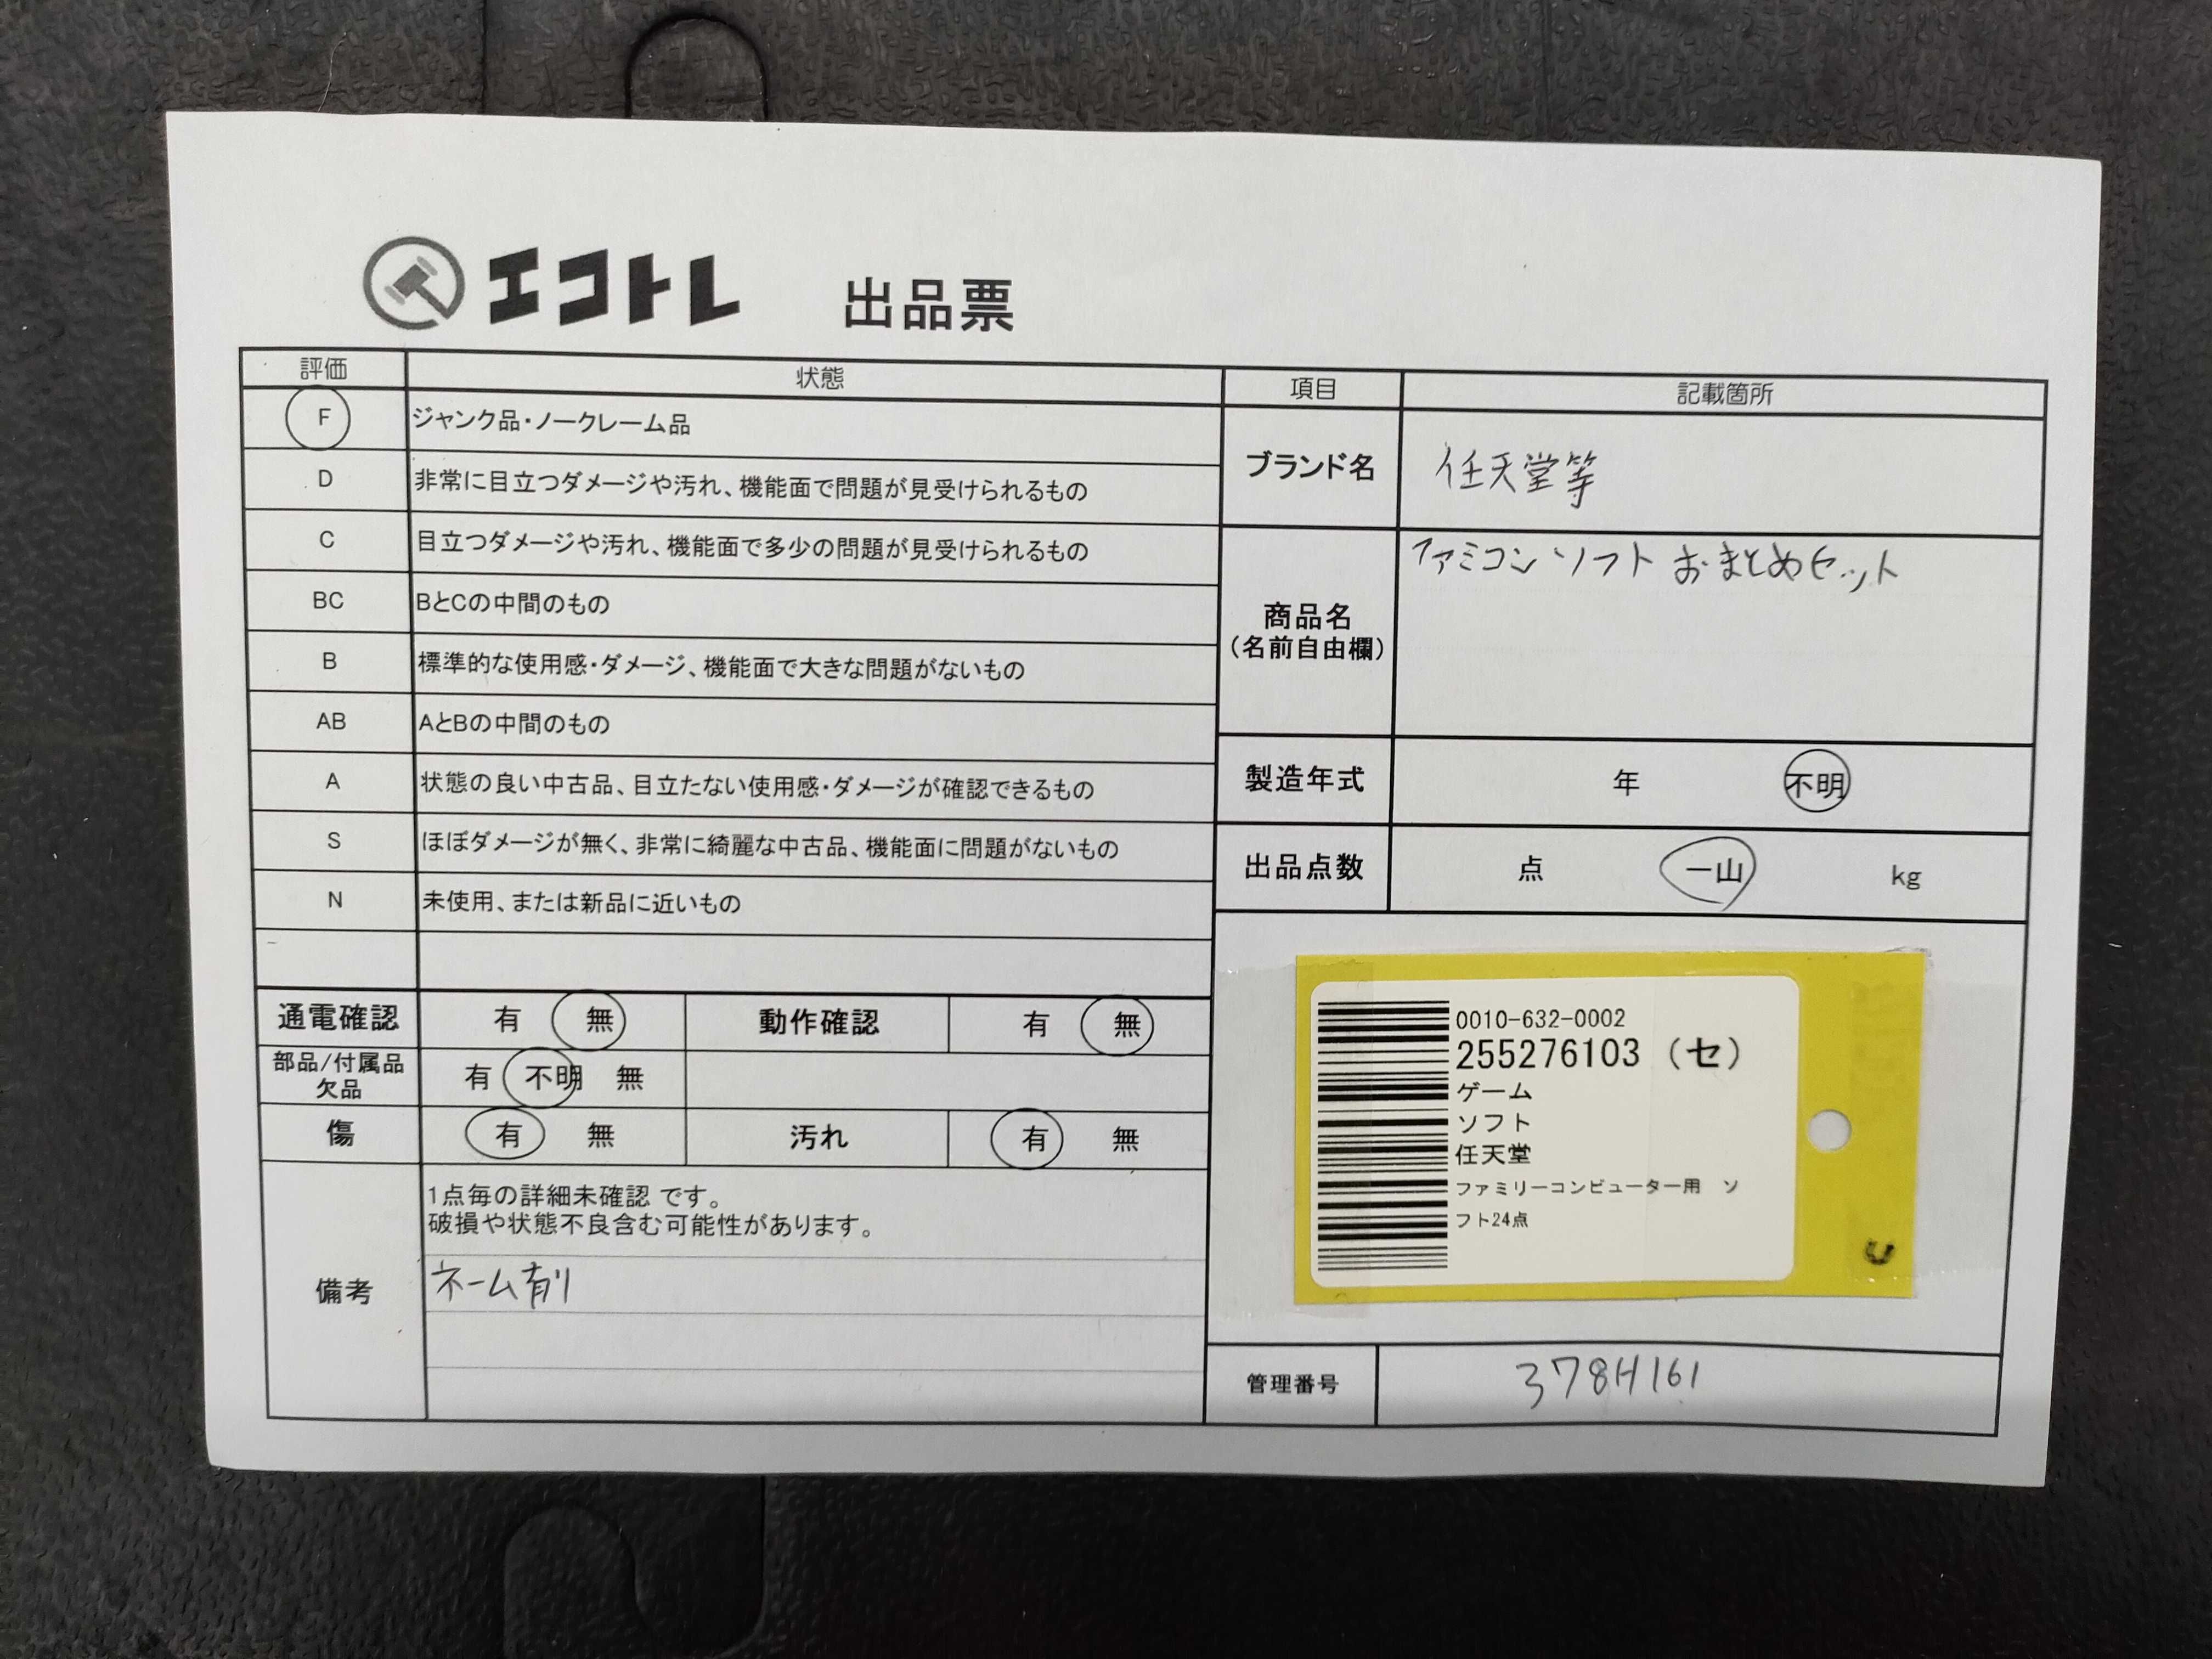 エコトレ 出品票
評価 状態
F ジャンク品・ノークレーム品
D 非常に目立つダメージや汚れ、機能面で問題が見受けられるもの
C 目立つダメージや汚れ、機能面で多少の問題が見受けられるもの
BC BとCの中間のもの
B 標準的な使用感・ダメージ、機能面で大きな問題がないもの
AB AとBの中間のもの
A 状態の良い中古品、目立たない使用感・ダメージが確認できるもの
S ほぼダメージが無く、非常に綺麗な中古品、機能面に問題がないもの
N 未使用、または新品に近いもの
通電確認 有 無 動作確認 有 無
部品/付属品
欠品
有 不明 無
傷 有 無 汚れ 有 無
備考
1点毎の詳細未確認 です。
破損や状態不良含む可能性があります。
ネーム有り
項目 記載箇所
ブランド名 任天堂等
商品名
(名前自由欄)
ファミコンソフト おまとめセット
製造年式 年 不明
出品点数 点 一山 kg
0010-632-0002
255276103 (セ)
ゲーム
ソフト
任天堂
ファミリーコンピューター用 ソ
フト24点
管理番号 378H161